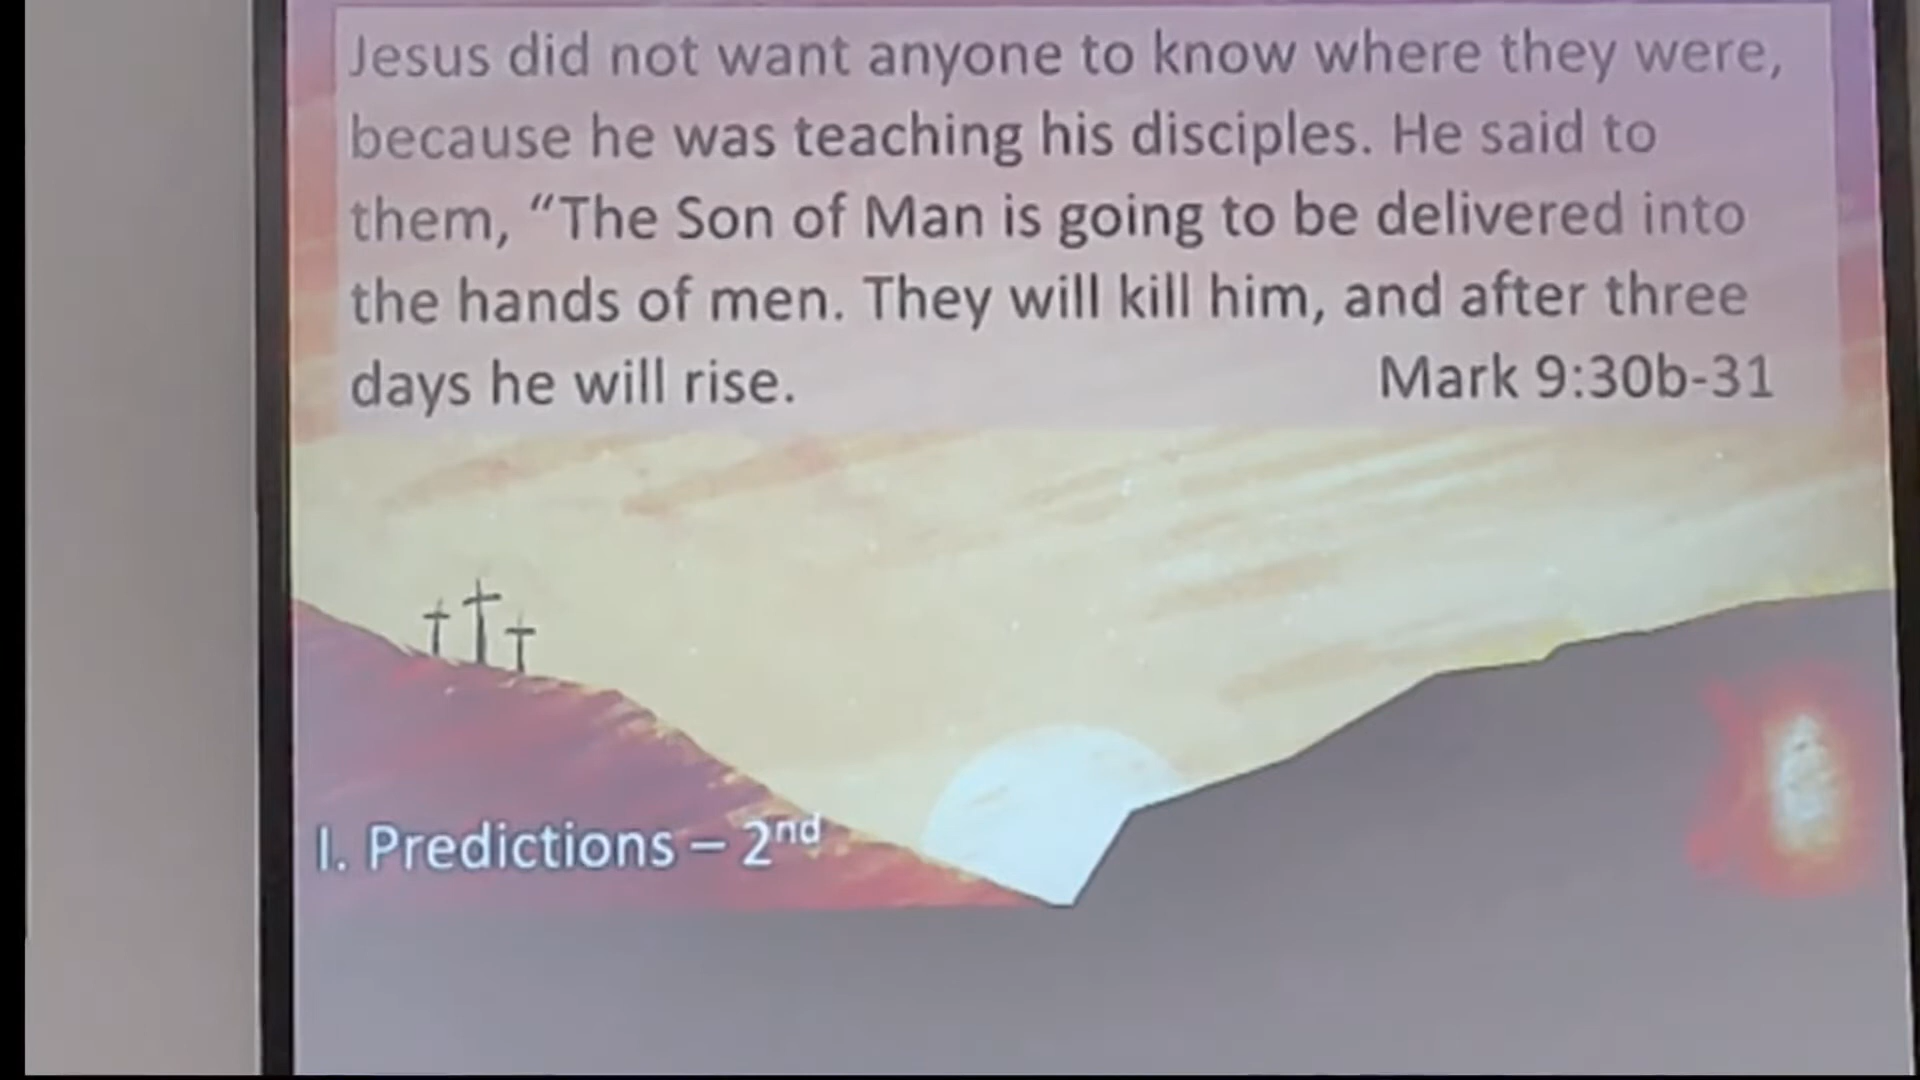 Jesus did not want anyone to know where they were,
because he was teaching his disciples. He said to
them, “The Son of Man is going to be delivered into
the hands of men. They will kill him, and after three
days he will rise. Mark 9:30b-31
I. Predictions – 2nd